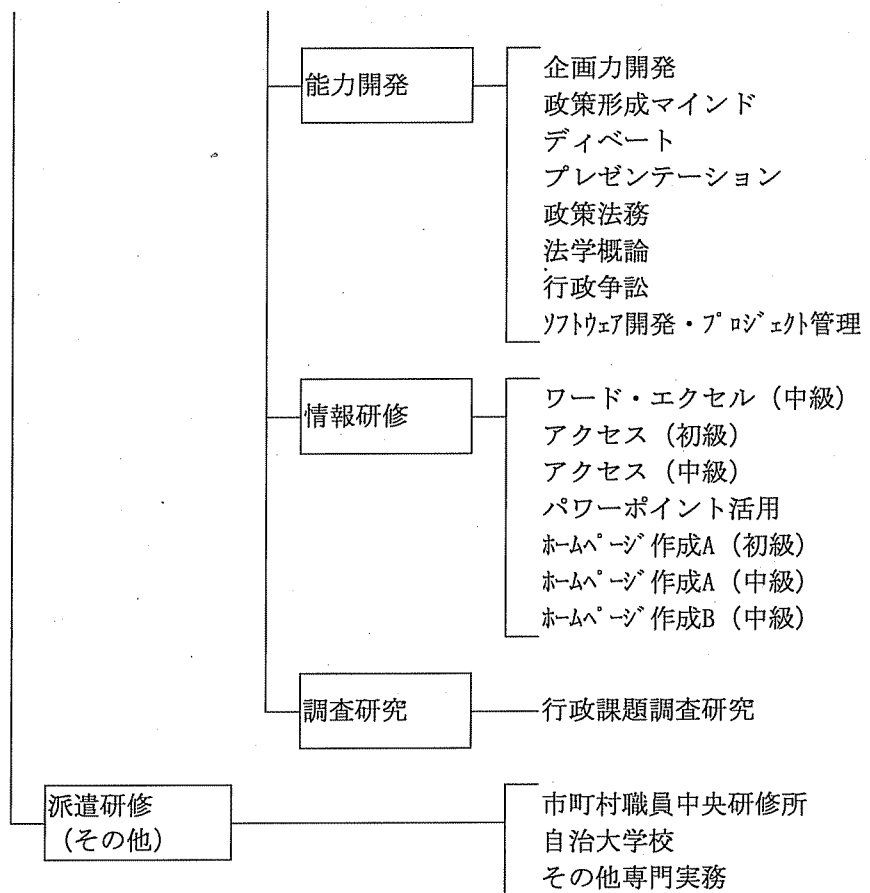 能力開発
企画力開発
政策形成マインド
ディベート
プレゼンテーション
政策法務
法学概論
行政争訟
ｿﾌﾄｳｪｱ開発・ﾌﾟﾛｼﾞｪｸﾄ管理
情報研修
ワード・エクセル（中級）
アクセス（初級）
アクセス（中級）
パワーポイント活用
ﾎｰﾑﾍﾟｰｼﾞ作成A（初級）
ﾎｰﾑﾍﾟｰｼﾞ作成A（中級）
ﾎｰﾑﾍﾟｰｼﾞ作成B（中級）
調査研究
行政課題調査研究
派遣研修
（その他）
市町村職員中央研修所
自治大学校
その他専門実務